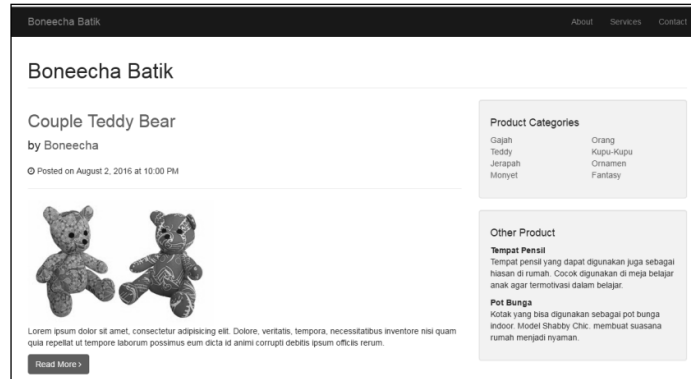 Boneecha Batik
About Services Contact
Boneecha Batik
Couple Teddy Bear
by Boneecha
Posted on August 2, 2016 at 10:00 PM
Lorem ipsum dolor sit amet, consectetur adipisicing elit. Dolore, veritatis, tempora, necessitatibus inventore nisi quam
quia repellat ut tempore laborum possimus eum dicta id animi corrupti debitis ipsum officiis rerum.
Read More >
Product Categories
Gajah Orang
Teddy Kupu-Kupu
Jerapah Ornamen
Monyet Fantasy
Other Product
Tempat Pensil
Tempat pensil yang dapat digunakan juga sebagai
hiasan di rumah. Cocok digunakan di meja belajar
anak agar termotivasi dalam belajar.
Pot Bunga
Kotak yang bisa digunakan sebagai pot bunga
indoor. Model Shabby Chic. membuat suasana
rumah menjadi nyaman.